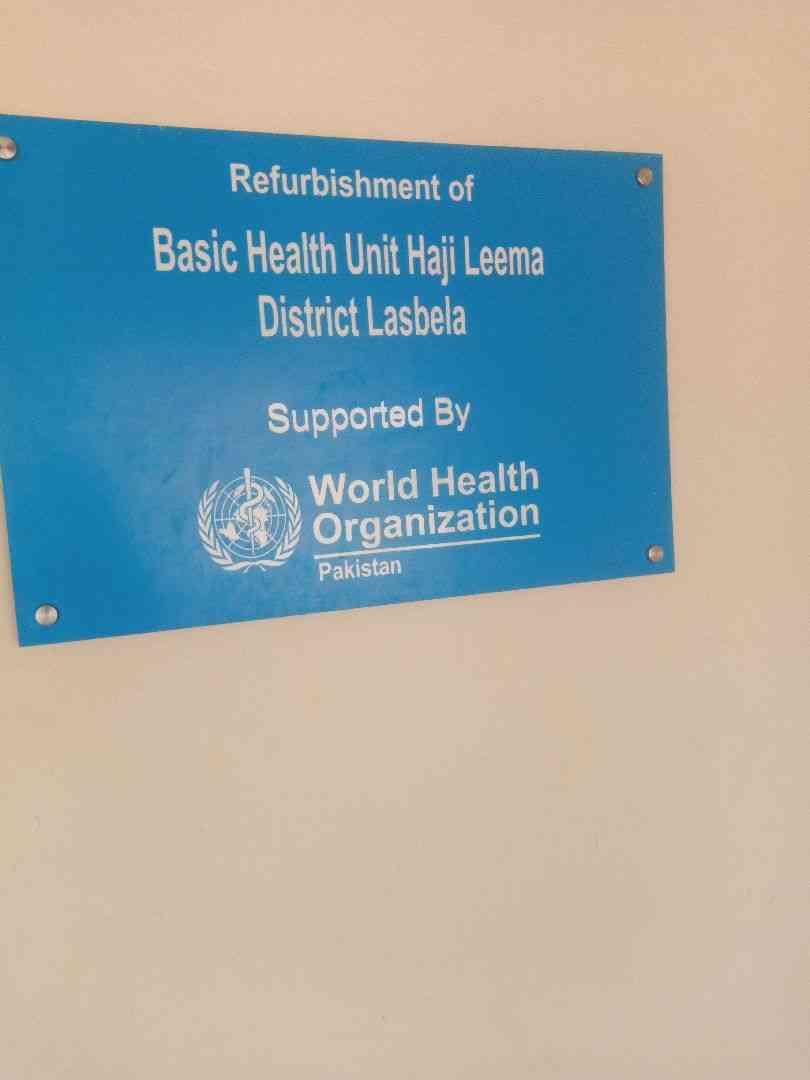 Refurbishment of
Basic Health Unit Haji Leema
District Lasbela
Supported By
World Health
Organization
Pakistan